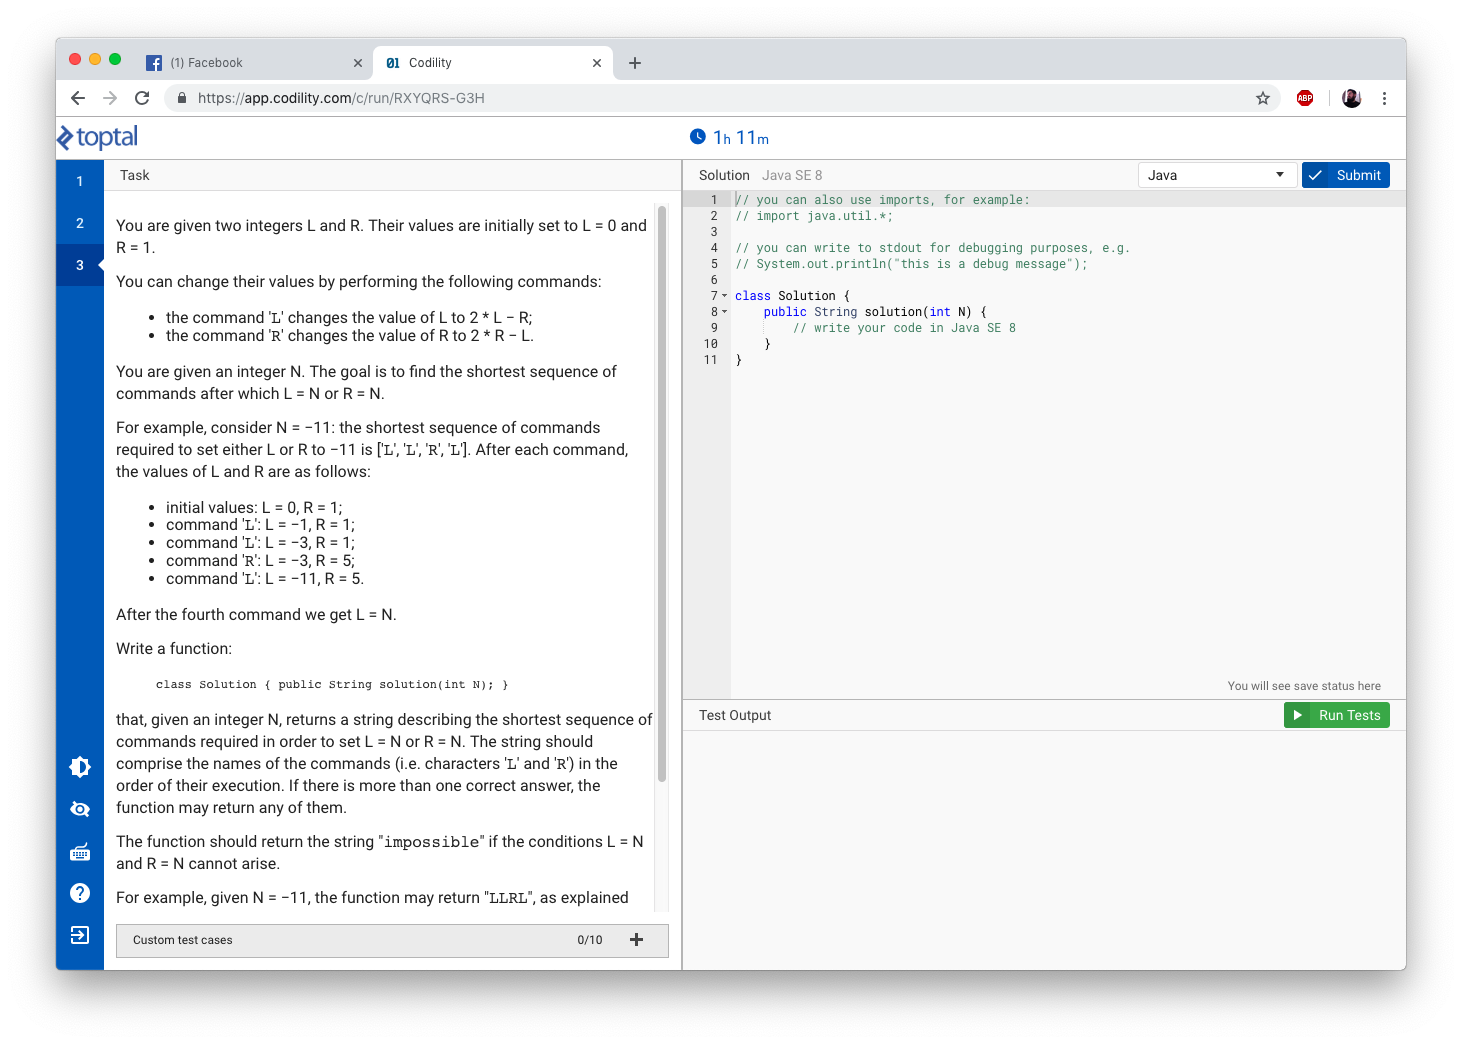 (1) Facebook
01 Codility
https://app.codility.com/c/run/RXYQRS-G3H
ABP
toptal
1h 11m
1
2
3
Task
You are given two integers L and R. Their values are initially set to L = 0 and
R = 1.
You can change their values by performing the following commands:
• the command 'L' changes the value of L to 2 * L − R;
• the command 'R' changes the value of R to 2 * R − L.
You are given an integer N. The goal is to find the shortest sequence of
commands after which L = N or R = N.
For example, consider N = −11: the shortest sequence of commands
required to set either L or R to −11 is ['L', 'L', 'R', 'L']. After each command,
the values of L and R are as follows:
• initial values: L = 0, R = 1;
• command 'L': L = −1, R = 1;
• command 'L': L = −3, R = 1;
• command 'R': L = −3, R = 5;
• command 'L': L = −11, R = 5.
After the fourth command we get L = N.
Write a function:
class Solution { public String solution(int N); }
that, given an integer N, returns a string describing the shortest sequence of
commands required in order to set L = N or R = N. The string should
comprise the names of the commands (i.e. characters 'L' and 'R') in the
order of their execution. If there is more than one correct answer, the
function may return any of them.
The function should return the string "impossible" if the conditions L = N
and R = N cannot arise.
For example, given N = −11, the function may return "LLRL", as explained
Custom test cases 0/10
Solution Java SE 8
Java
Submit
1 // you can also use imports, for example:
2 // import java.util.*;
3
4 // you can write to stdout for debugging purposes, e.g.
5 // System.out.println("this is a debug message");
6
7 class Solution {
8 public String solution(int N) {
9 // write your code in Java SE 8
10 }
11 }
You will see save status here
Test Output
Run Tests